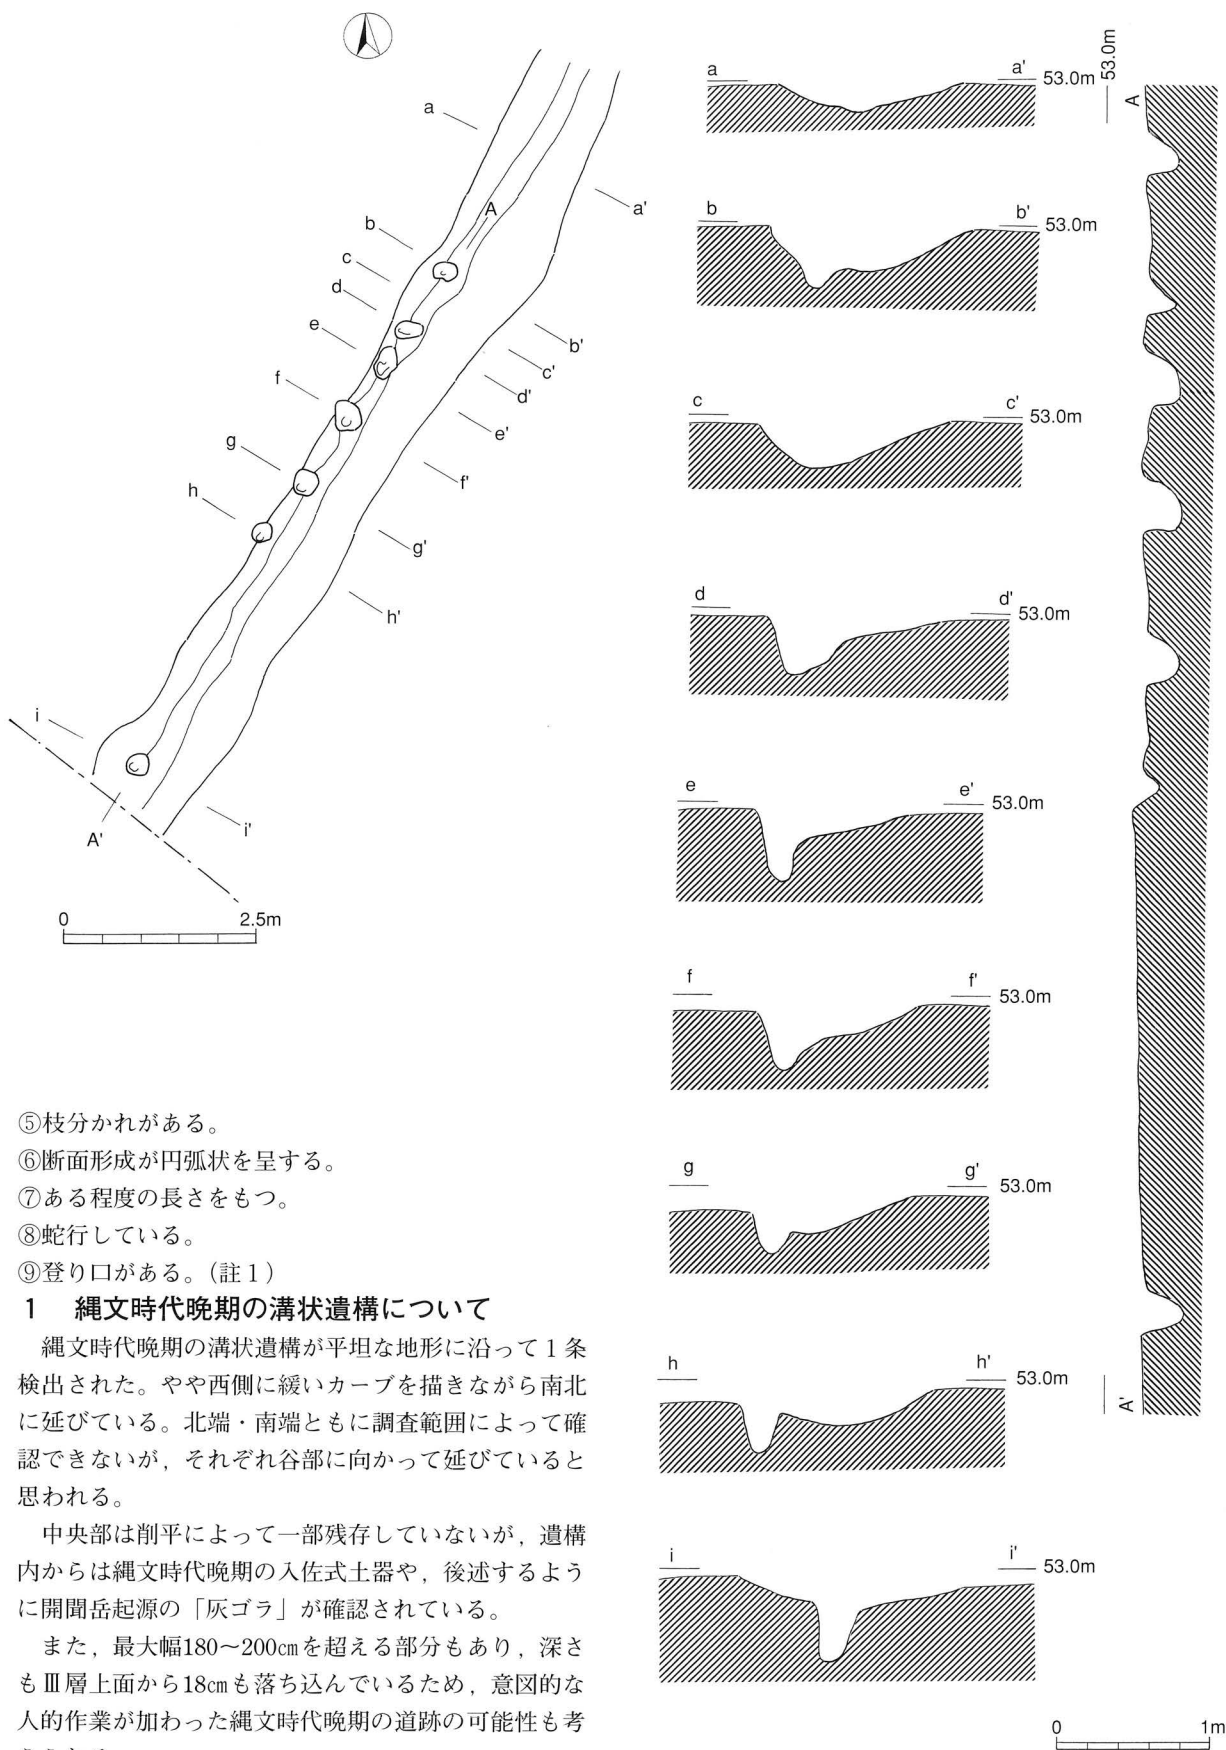 a
a'
A
b
c
d
e
f
g
h
b'
c'
d'
e'
f'
g'
h'
i
A'
i'
0 2.5m
a a' 53.0m
b b' 53.0m
c c' 53.0m
d d' 53.0m
e e' 53.0m
f f' 53.0m
g g' 53.0m
h h' 53.0m
i i' 53.0m
53.0m
A
A'
0 1m
⑤枝分かれがある。
⑥断面形成が円弧状を呈する。
⑦ある程度の長さをもつ。
⑧蛇行している。
⑨登り口がある。(註1)
1 縄文時代晩期の溝状遺構について
縄文時代晩期の溝状遺構が平坦な地形に沿って1条
検出された。やや西側に緩いカーブを描きながら南北
に延びている。北端・南端ともに調査範囲によって確
認できないが，それぞれ谷部に向かって延びていると
思われる。
中央部は削平によって一部残存していないが，遺構
内からは縄文時代晩期の入佐式土器や，後述するよう
に開聞岳起源の「灰ゴラ」が確認されている。
また，最大幅180〜200㎝を超える部分もあり，深さ
もⅢ層上面から18㎝も落ち込んでいるため，意図的な
人的作業が加わった縄文時代晩期の道跡の可能性も考